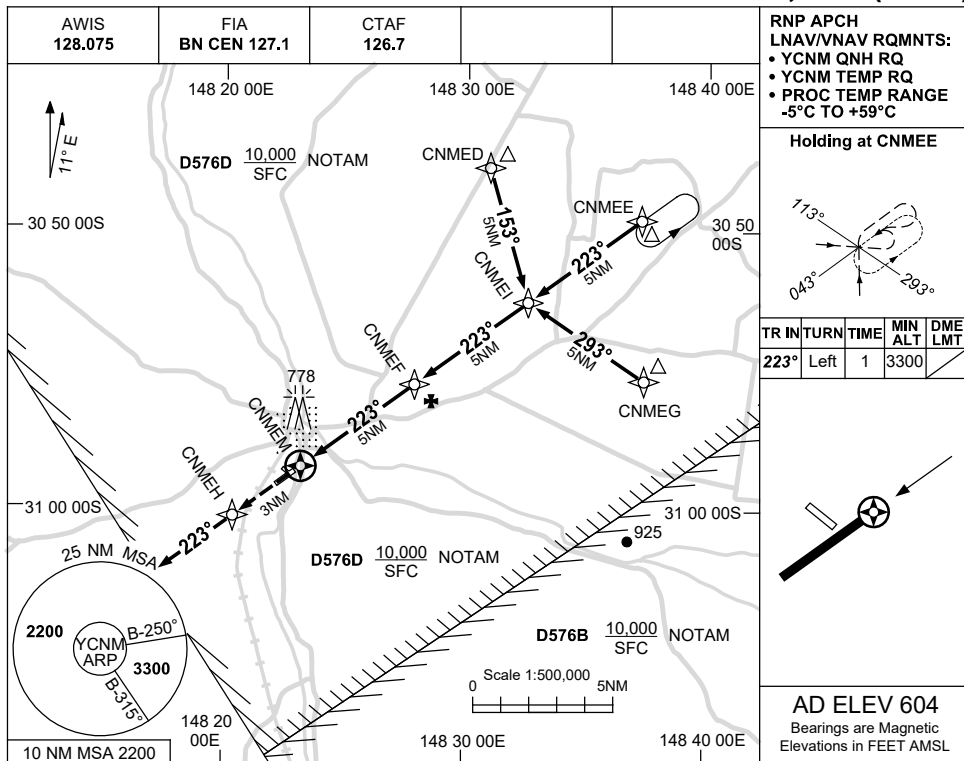 AWIS
128.075
FIA
BN CEN 127.1
CTAF
126.7
RNP APCH
LNAV/VNAV RQMNTS:
• YCNM QNH RQ
• YCNM TEMP RQ
• PROC TEMP RANGE
-5°C TO +59°C
148 20 00E
148 30 00E
148 40 00E
11° E
D576D 10,000 NOTAM
SFC
CNMED
Holding at CNMEE
CNMEE
30 50 00S
153°
5NM
30 50
00S
223°
5NM
113°
043°
293°
CNMEI
223°
5NM
293°
5NM
TR IN
TURN
TIME
MIN
ALT
DME
LMT
223°
Left
1
3300
CNMEF
778
CNMEG
CNMEM
223°
5NM
CNMEH
3NM
31 00 00S
31 00 00S
223°
925
25 NM MSA
D576D 10,000 NOTAM
SFC
2200
B-250°
YCNM
ARP
3300
B-315°
D576B 10,000 NOTAM
SFC
Scale 1:500,000
0
5NM
148 20
00E
148 30 00E
148 40 00E
10 NM MSA 2200
AD ELEV 604
Bearings are Magnetic
Elevations in FEET AMSL